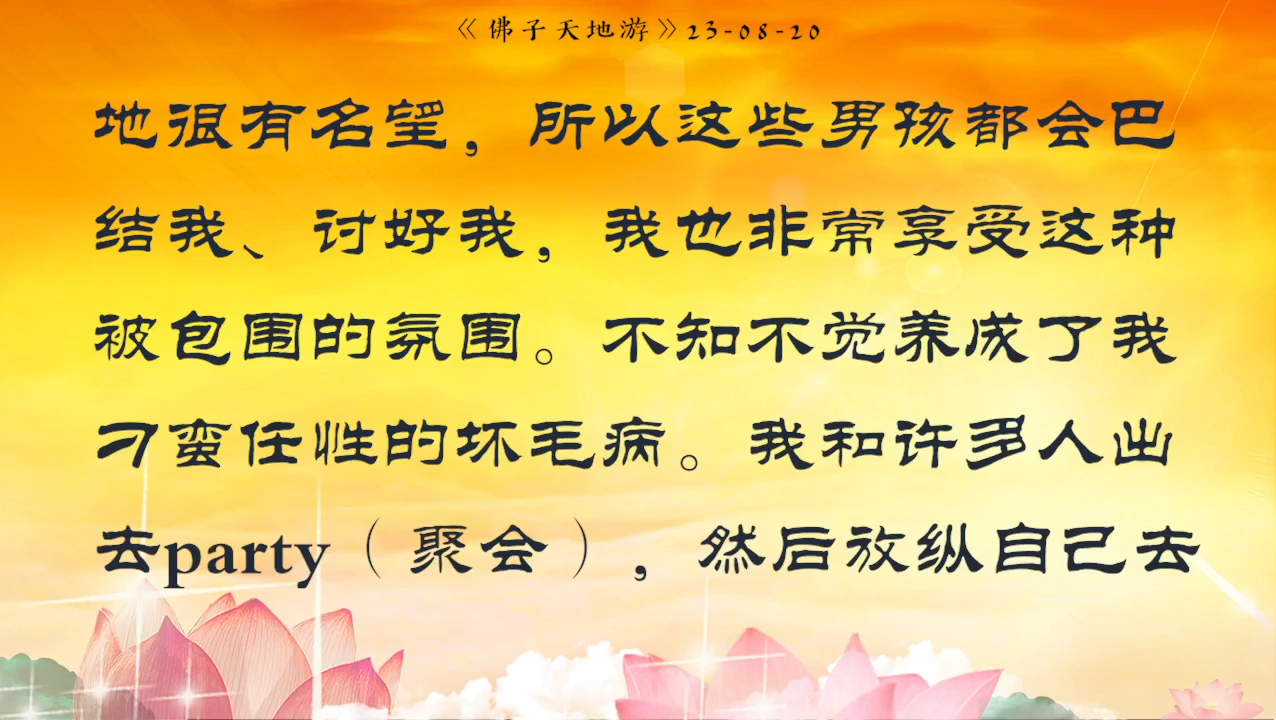 《佛子天地游》23-08-20
地很有名望，所以这些男孩都会巴
结我、讨好我，我也非常享受这种
被包围的氛围。不知不觉养成了我
刁蛮任性的坏毛病。我和许多人出
去party（聚会），然后放纵自己去